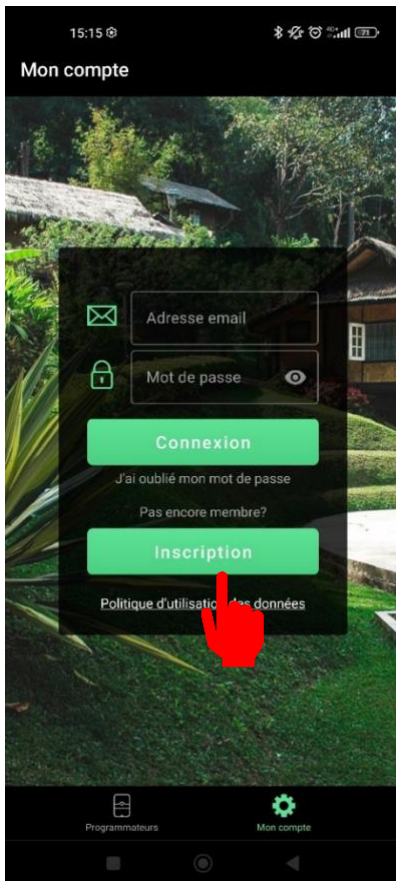 15:15
71
Mon compte
Adresse email
Mot de passe
Connexion
J'ai oublié mon mot de passe
Pas encore membre?
Inscription
Politique d'utilisation des données
Programmateurs
Mon compte